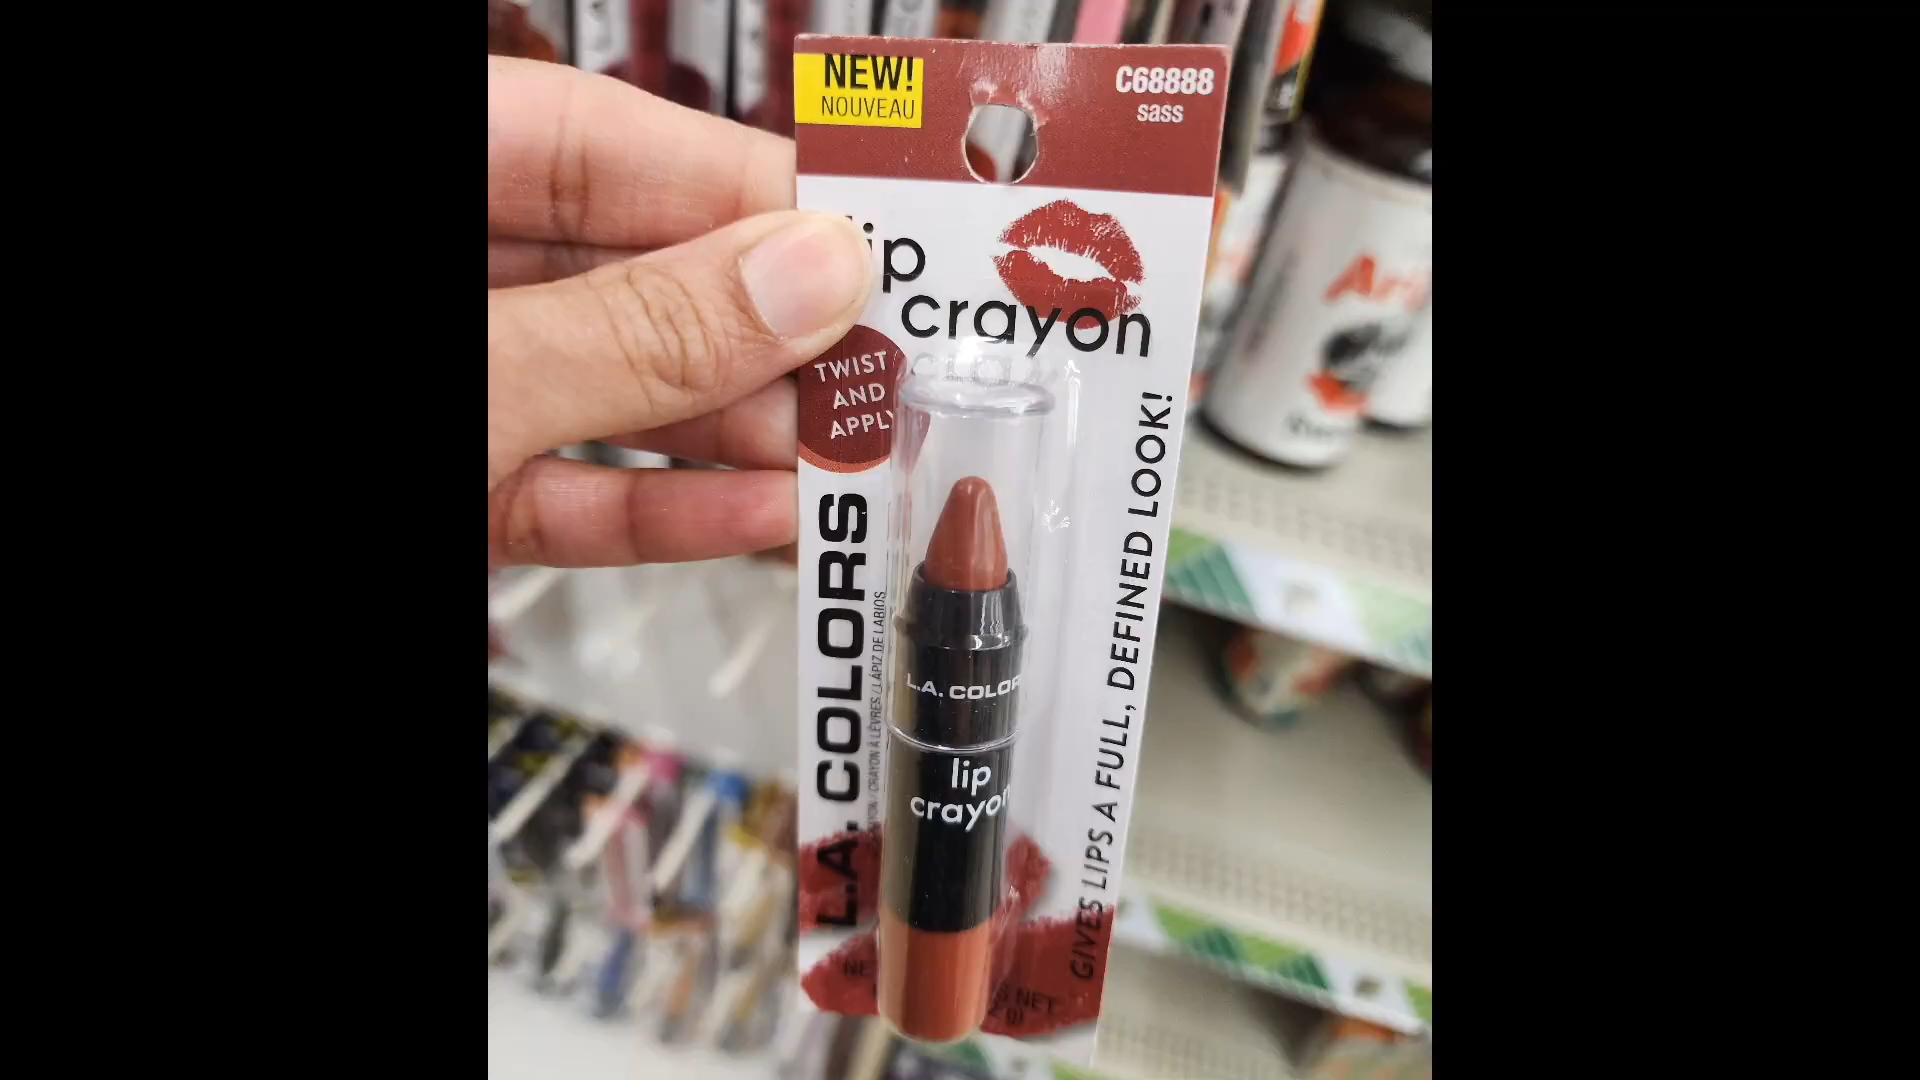 NEW!
NOUVEAU
C68888
sass
lip
crayon
TWIST
AND
APPLY
L.A. COLORS
CRAYON À LÈVRES / LÁPIZ DE LABIOS
GIVES LIPS A FULL, DEFINED LOOK!
L.A. COLOR
lip
crayon